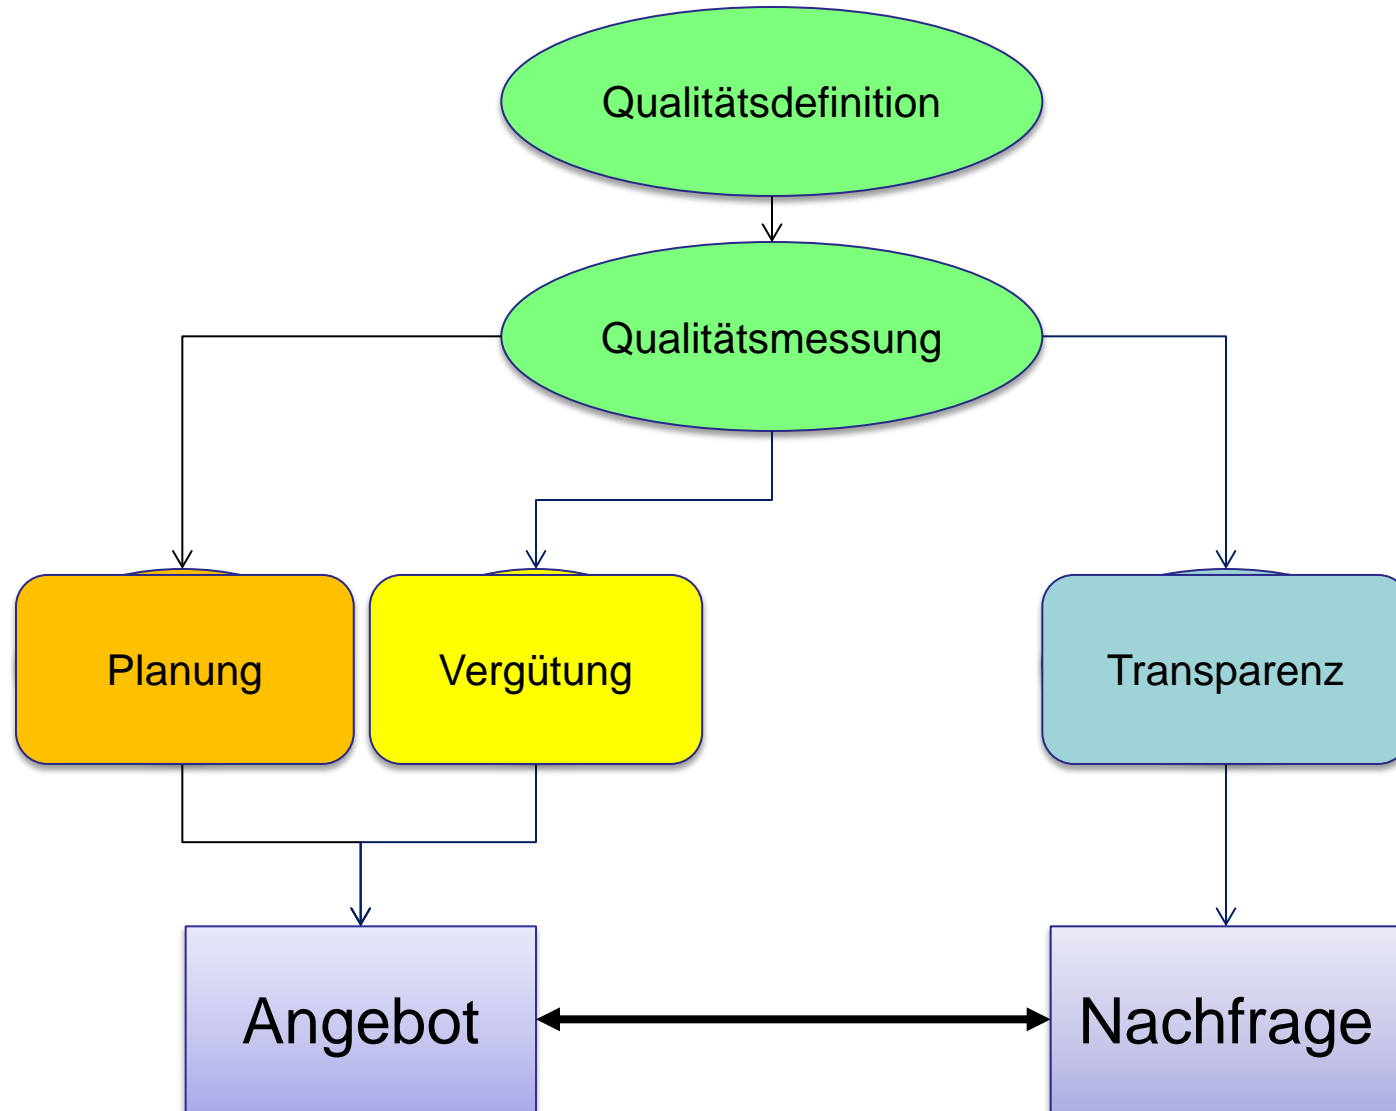 Qualitätsdefinition
Qualitätsmessung
Planung
Vergütung
Transparenz
Angebot
Nachfrage